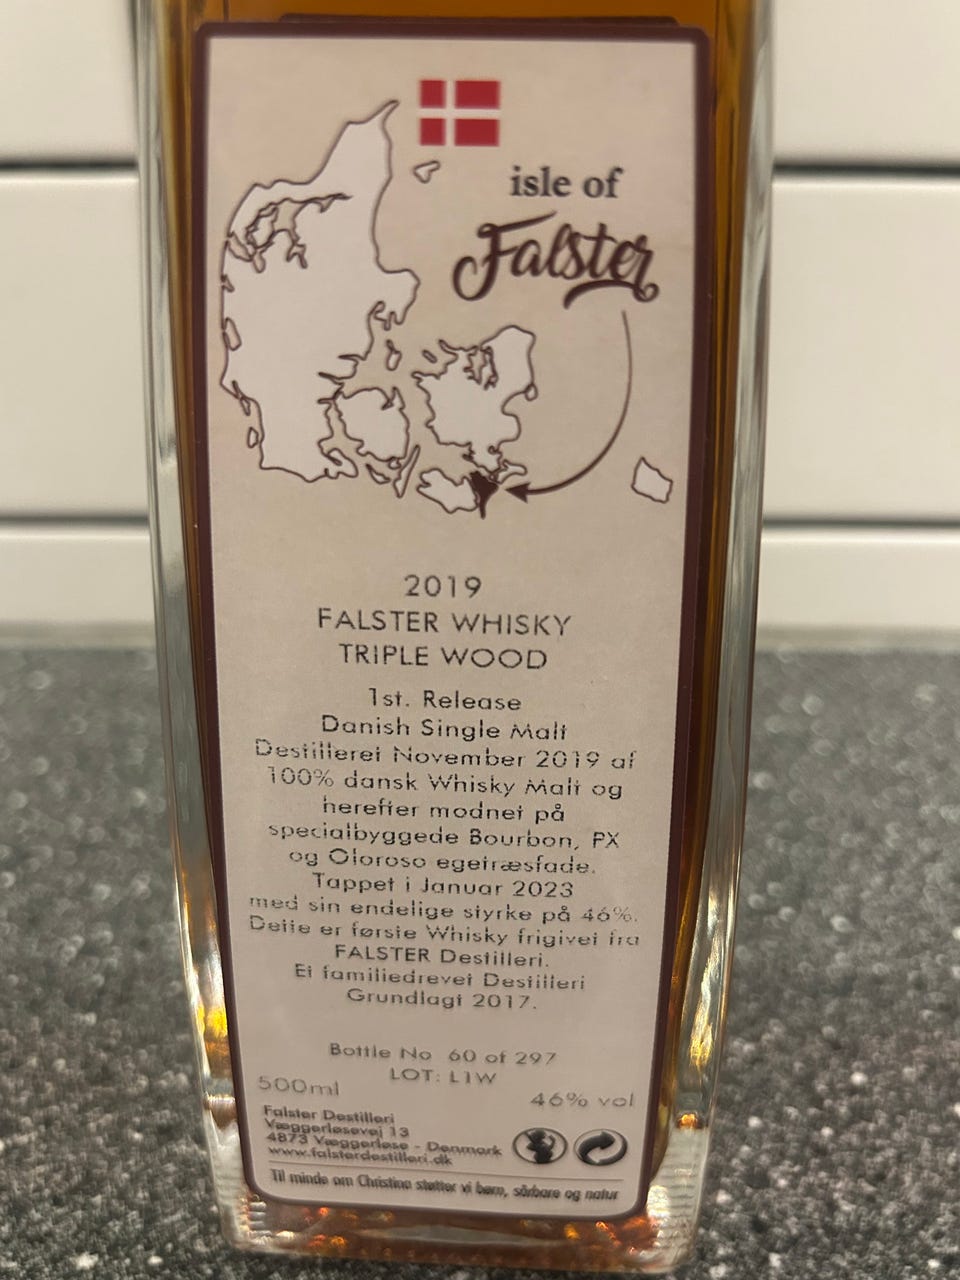 isle of
Falster
2019
FALSTER WHISKY
TRIPLE WOOD
1st. Release
Danish Single Malt
Destilleret November 2019 af
100% dansk Whisky Malt og
herefter modnet på
specialbyggede Bourbon, PX
og Oloroso egetræsfade.
Tappet i Januar 2023
med sin endelige styrke på 46%.
Dette er første Whisky frigivet fra
FALSTER Destilleri.
Et familiedrevet Destilleri
Grundlagt 2017.
Bottle No 60 of 297
LOT: L1W
500ml
46% vol
Falster Destilleri
Væggerløsevej 13
4873 Væggerløse - Denmark
www.falsterdestilleri.dk
Til minde om Christina støtter vi børn, sårbare og natur